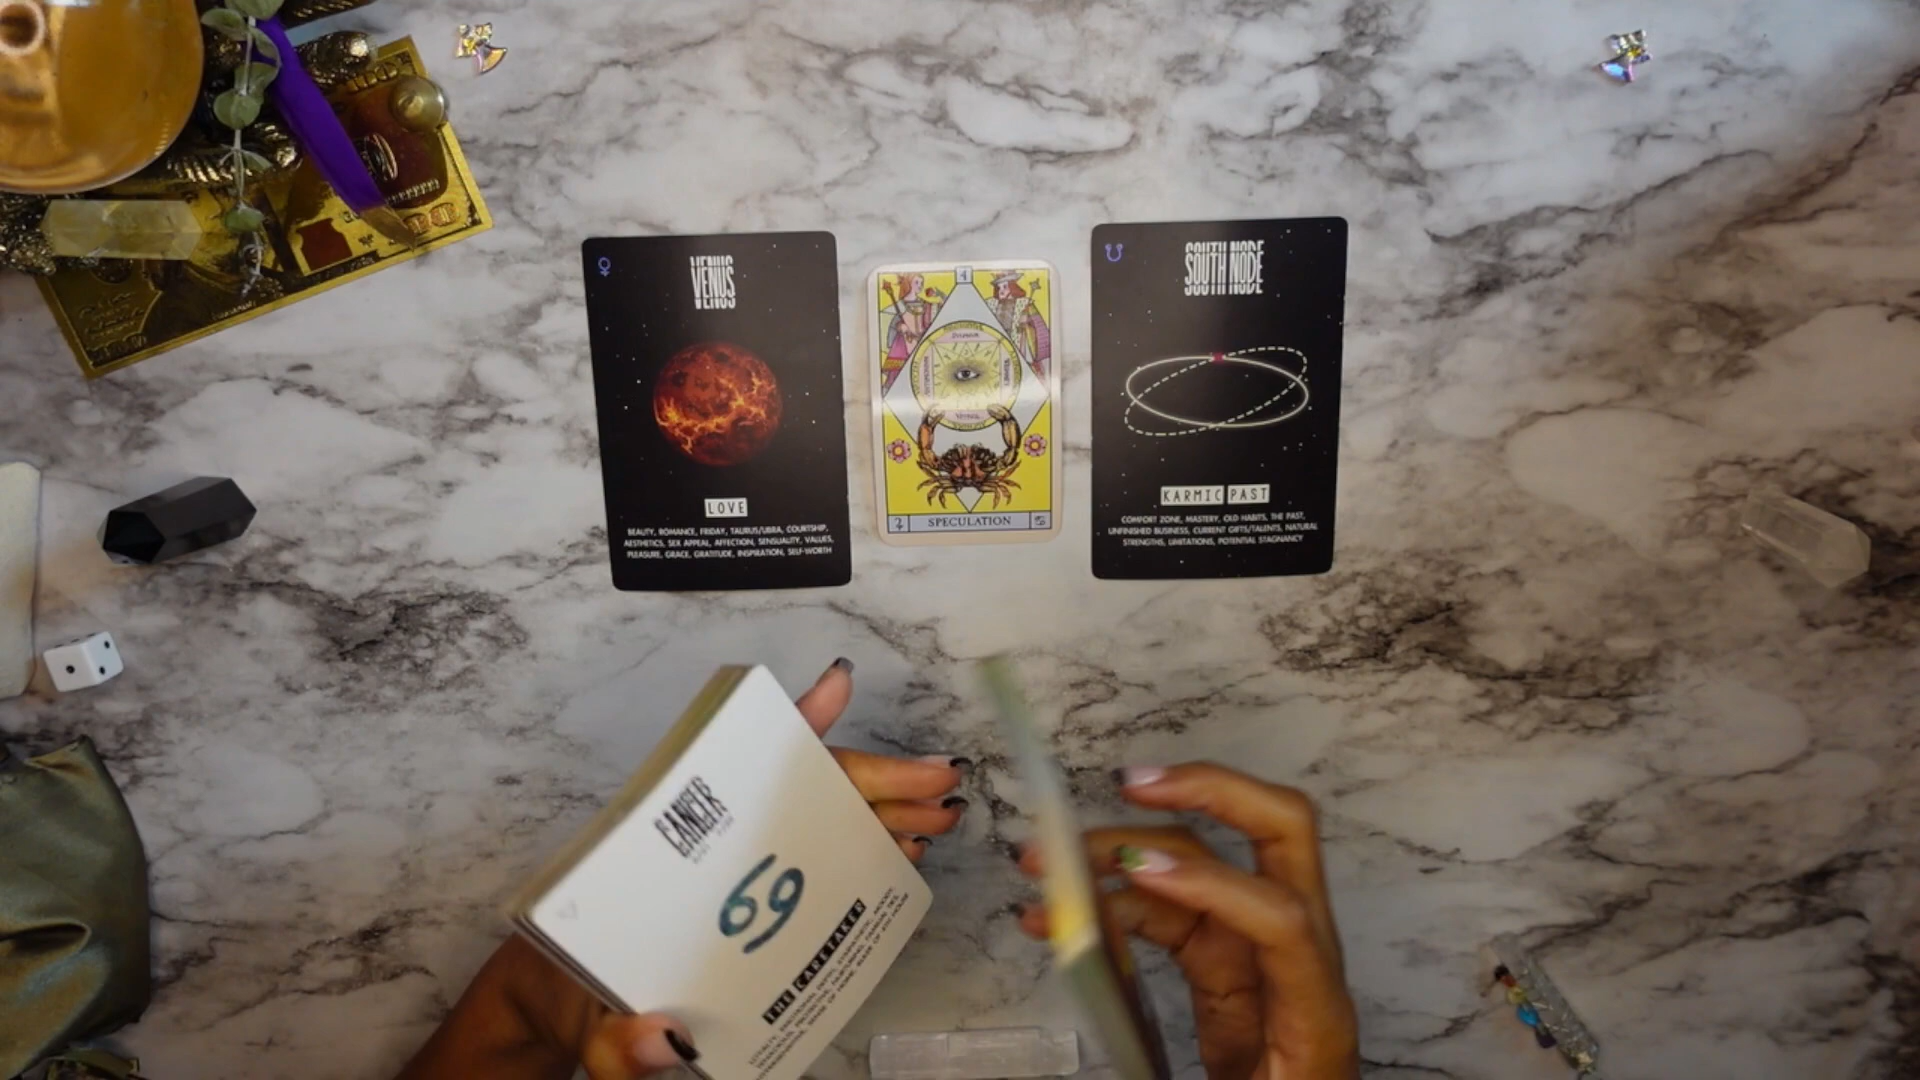 VENUS
LOVE
BEAUTY, ROMANCE, FRIDAY, TAURUS/LIBRA, COURTSHIP,
AESTHETICS, SEX APPEAL, AFFECTION, SENSUALITY, VALUES,
PLEASURE, GRACE, GRATITUDE, INSPIRATION, SELF-WORTH
SPECULATION
SOUTH NODE
KARMIC PAST
COMFORT ZONE, MASTERY, OLD HABITS, THE PAST,
UNFINISHED BUSINESS, CURRENT GIFTS/TALENTS, NATURAL
STRENGTHS, LIMITATIONS, POTENTIAL STAGNANCY
CANCER
THE CARETAKER